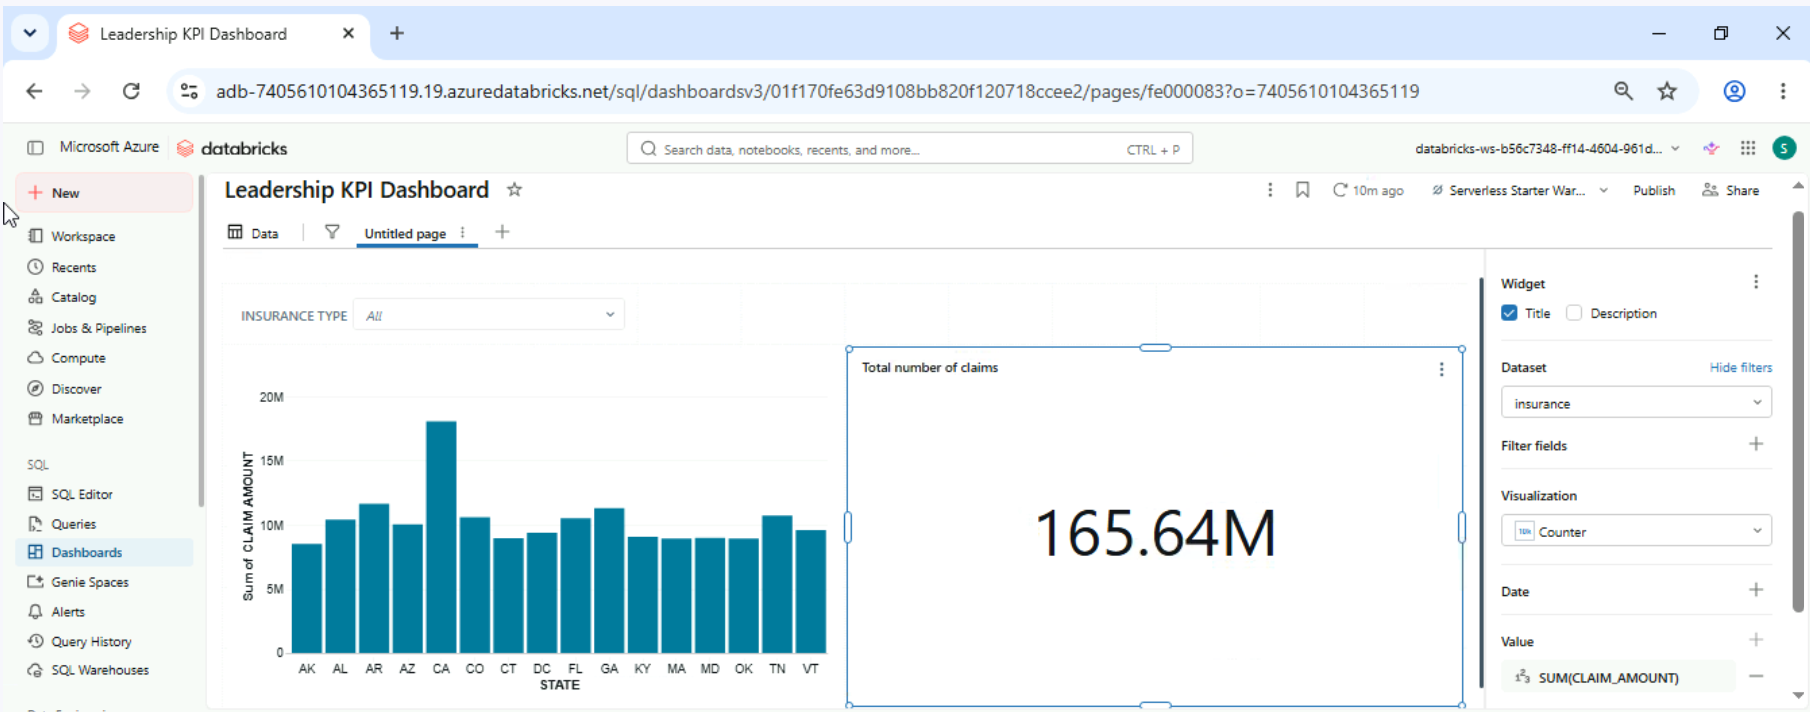 Leadership KPI Dashboard
adb-7405610104365119.19.azuredatabricks.net/sql/dashboardsv3/01f170fe63d9108bb820f120718ccee2/pages/fe000083?o=7405610104365119
Microsoft Azure databricks Search data, notebooks, recents, and more... CTRL + P databricks-ws-b56c7348-ff14-4604-961d... S
New
Workspace
Recents
Catalog
Jobs & Pipelines
Compute
Discover
Marketplace
SQL
SQL Editor
Queries
Dashboards
Genie Spaces
Alerts
Query History
SQL Warehouses
Leadership KPI Dashboard 10m ago Serverless Starter War... Publish Share
Data Untitled page
INSURANCE TYPE All
Sum of CLAIM AMOUNT
20M
15M
10M
5M
0
AK AL AR AZ CA CO CT DC FL GA KY MA MD OK TN VT
STATE
Total number of claims
165.64M
Widget
Title Description
Dataset Hide filters
insurance
Filter fields
Visualization
Counter
Date
Value
SUM(CLAIM_AMOUNT)